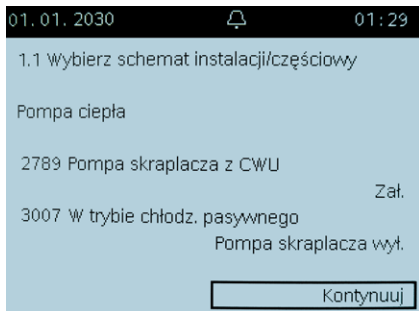 01.01.2030 01:29
1.1 Wybierz schemat instalacji/częściowy
Pompa ciepła
2789 Pompa skraplacza z CWU
Zał.
3007 W trybie chłodz. pasywnego
Pompa skraplacza wył.
Kontynuuj